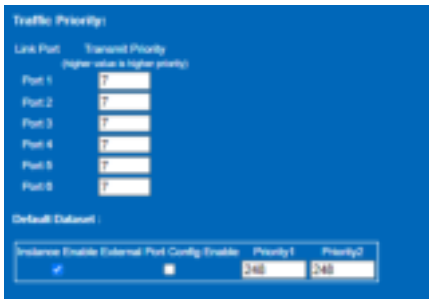 Traffic Priority:
Link Port Transmit Priority
(higher value is higher priority)
Port 1 7
Port 2 7
Port 3 7
Port 4 7
Port 5 7
Port 6 7
Default Dataset :
Instance Enable External Port Config Enable Priority1 Priority2
248 248